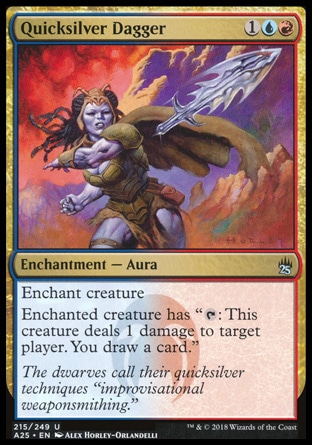 Quicksilver Dagger 1
Enchantment — Aura
25
Enchant creature
Enchanted creature has “: This
creature deals 1 damage to target
player. You draw a card.”
The dwarves call their quicksilver
techniques “improvisational
weaponsmithing.”
215/249 U
A25 • EN Alex Horley-Orlandelli
™ & © 2018 Wizards of the Coast